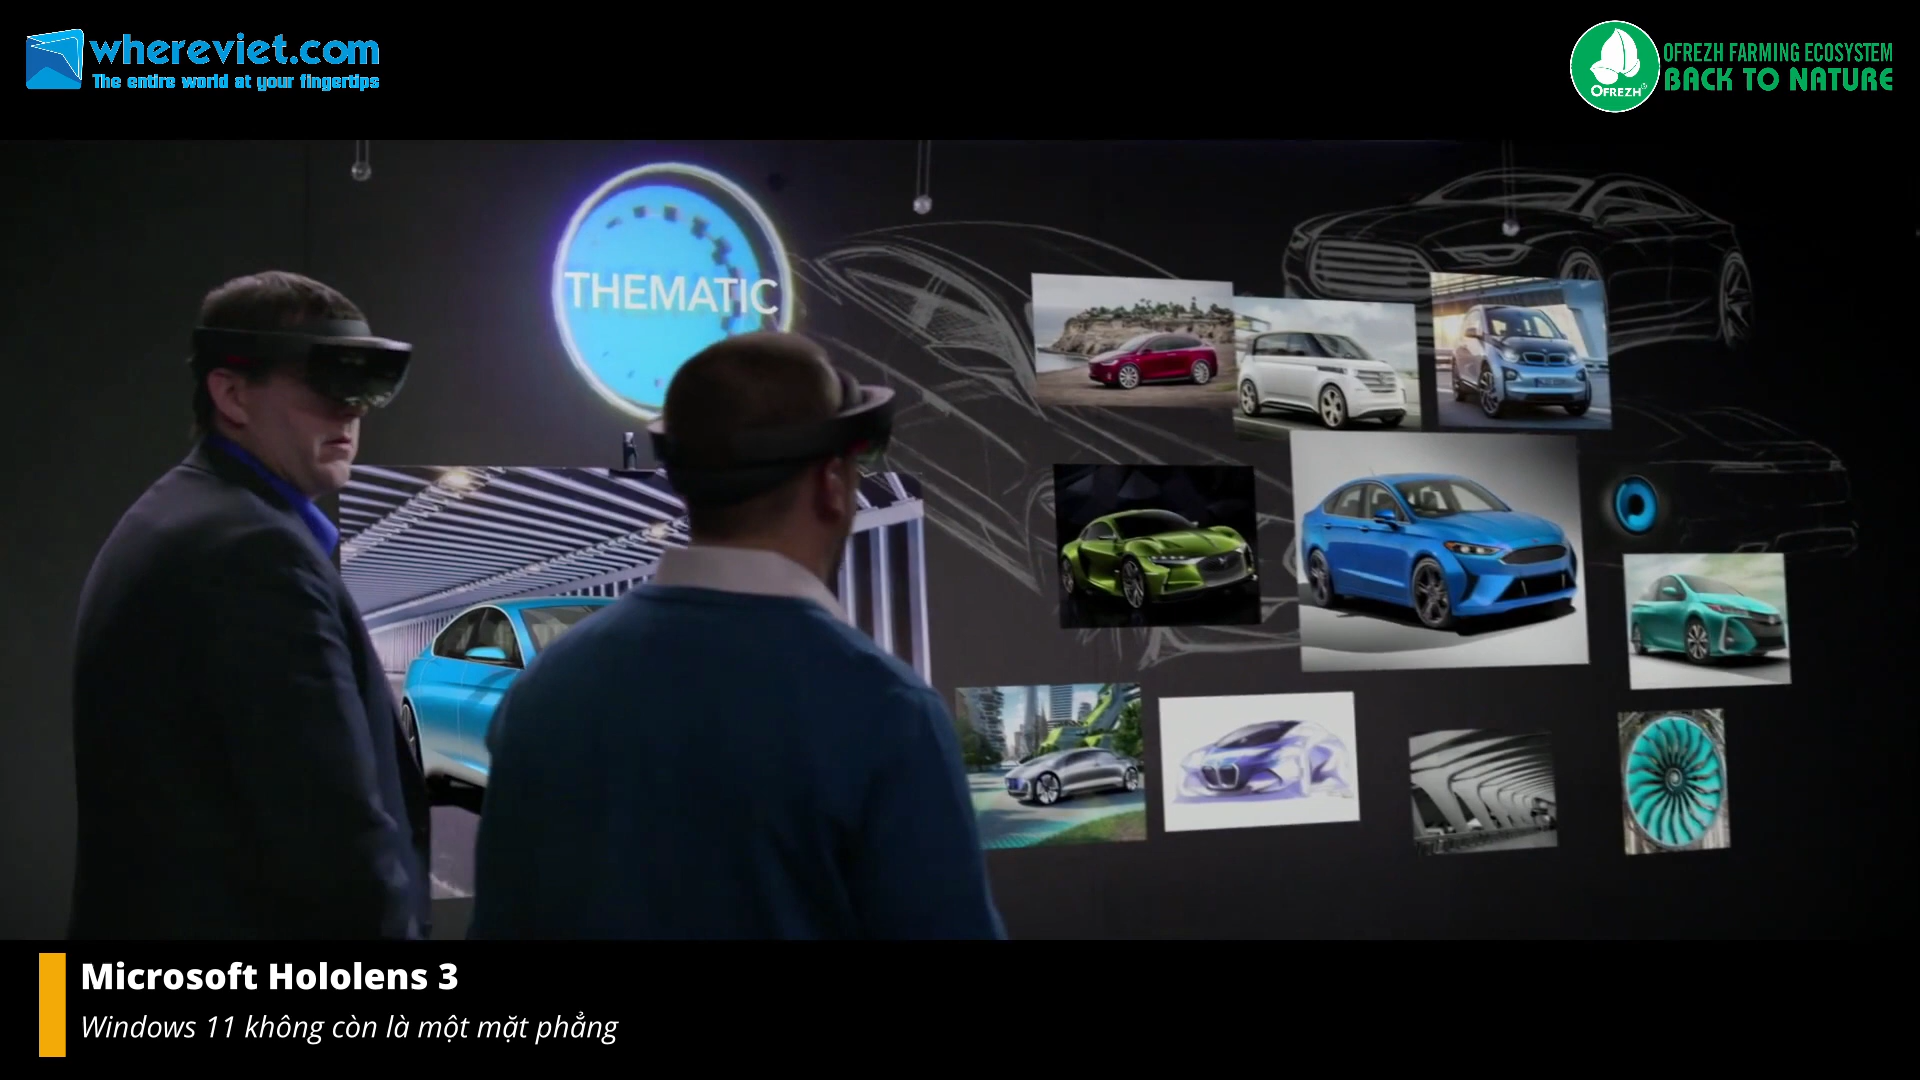 whereviet.com
The entire world at your fingertips
OFREZH FARMING ECOSYSTEM
BACK TO NATURE
OFREZH®
THEMATIC
Microsoft Hololens 3
Windows 11 không còn là một mặt phẳng